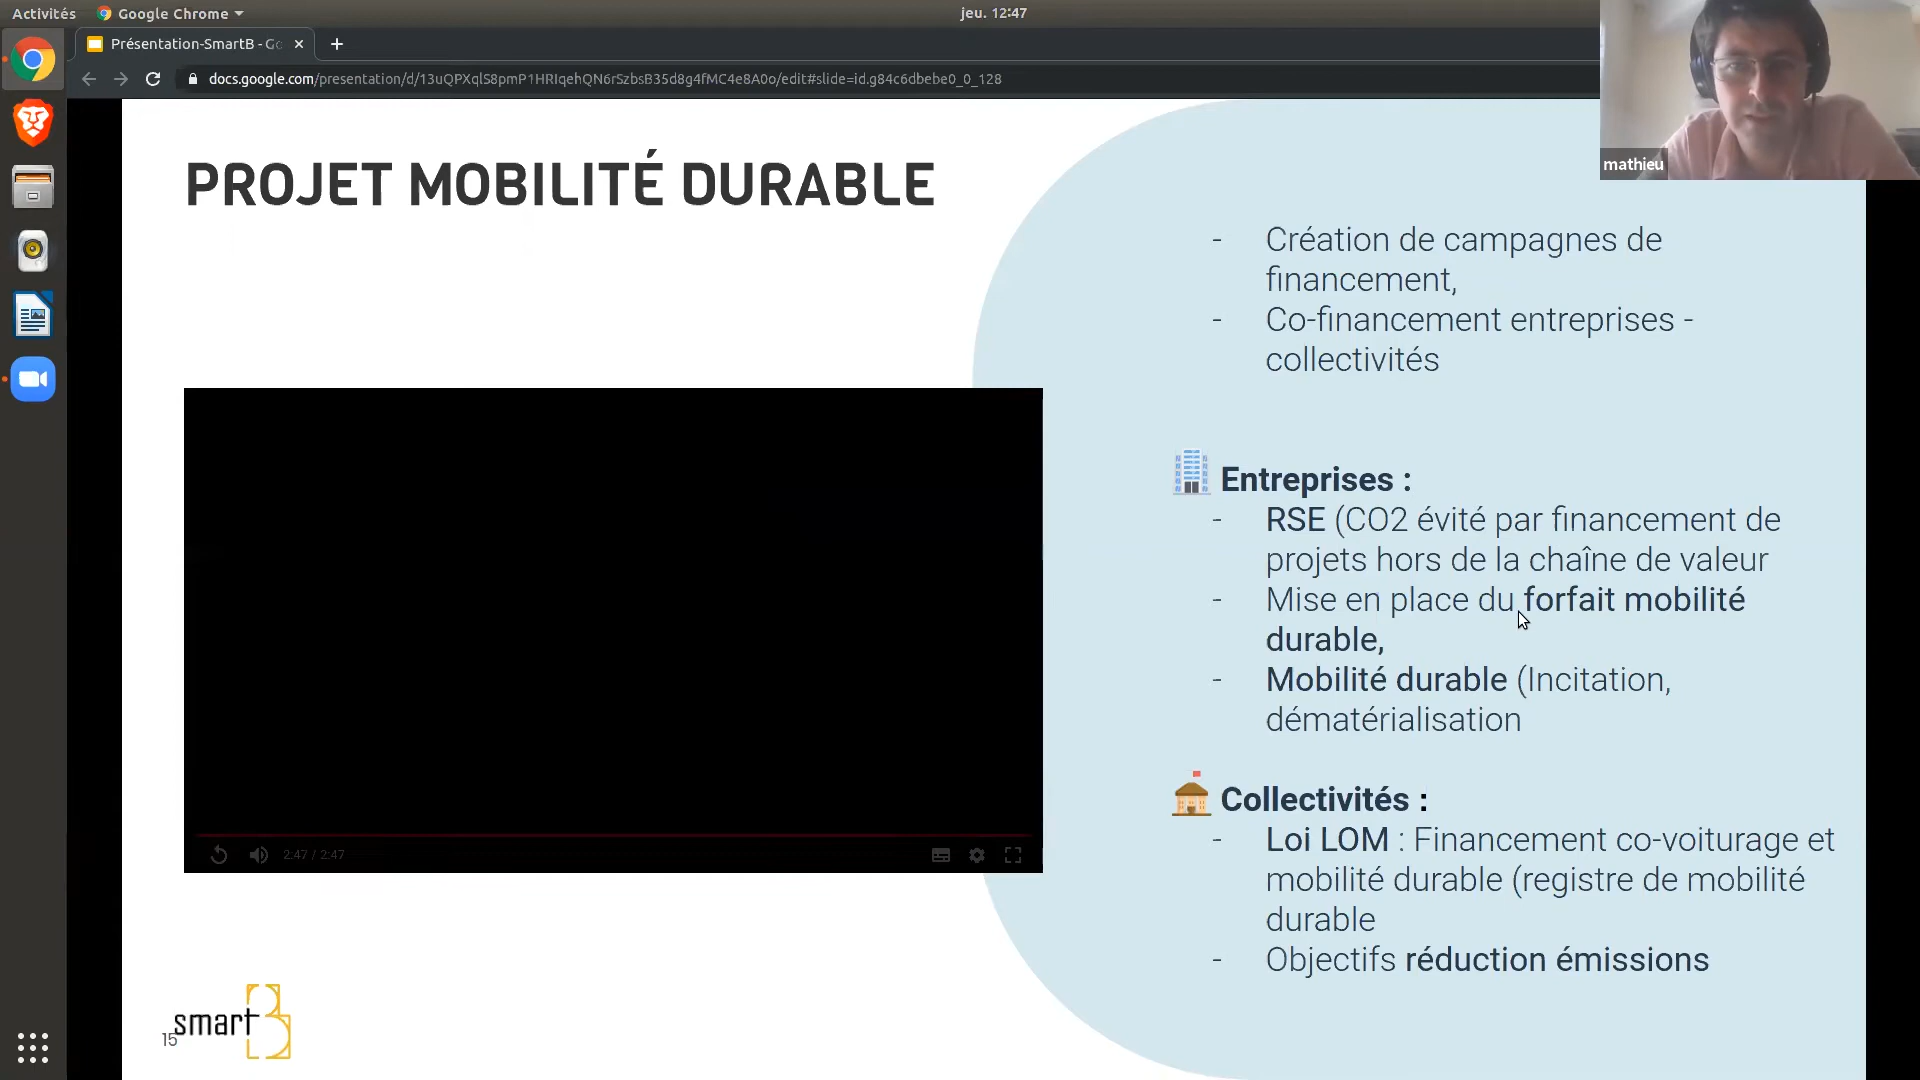 Activités
Google Chrome
jeu. 12:47
Présentation-SmartB - Go
docs.google.com/presentation/d/13uQPXqlS8pmP1HRIqehQN6rSzbsB35d8g4fMC4e8A0o/edit#slide=id.g84c6dbebe0_0_128
mathieu
PROJET MOBILITÉ DURABLE
- Création de campagnes de
financement,
- Co-financement entreprises -
collectivités
Entreprises :
- RSE (CO2 évité par financement de
projets hors de la chaîne de valeur
- Mise en place du forfait mobilité
durable,
- Mobilité durable (Incitation,
dématérialisation
Collectivités :
- Loi LOM : Financement co-voiturage et
mobilité durable (registre de mobilité
durable
- Objectifs réduction émissions
2:47 / 2:47
15
smartB